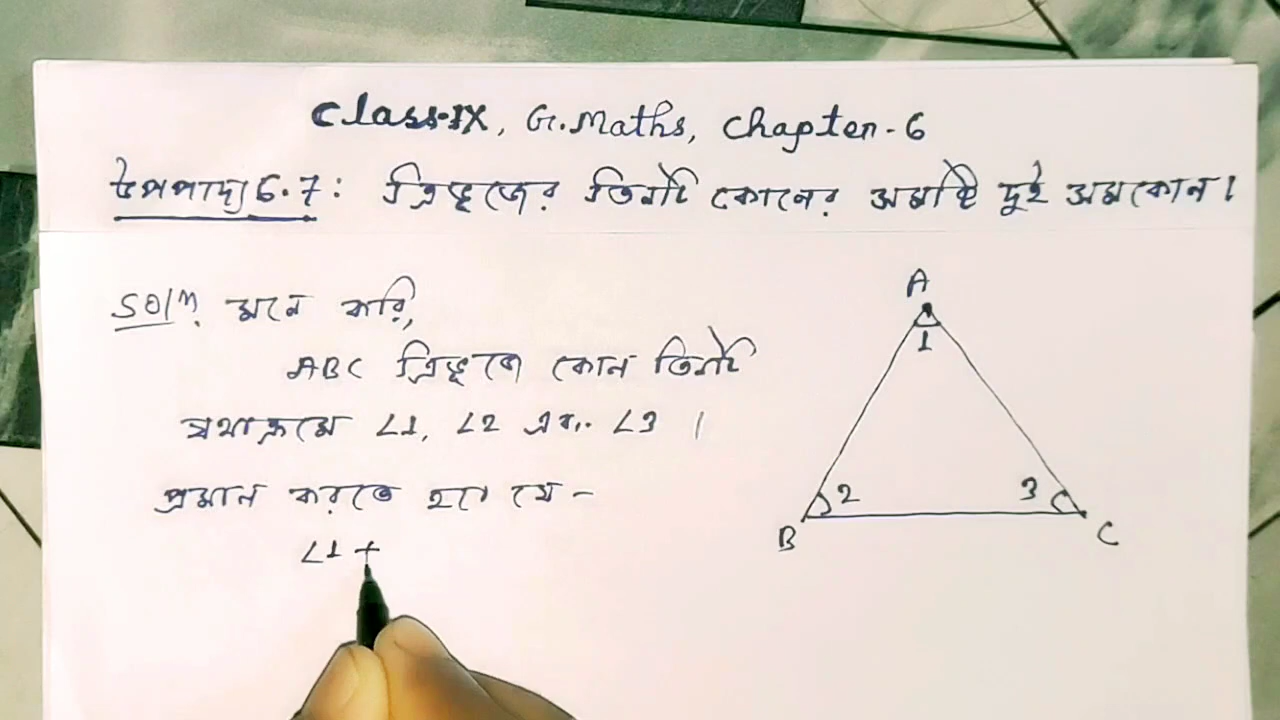 Class-IX, G.Maths, Chapter-6
উপপাদ্য 6.7: ত্রিভূজের তিনটি কোনের সমষ্টি দুই সমকোন।
Solⁿ. মনে করি,
ABC ত্রিভূজে কোন তিনটি
যথাক্রমে ∠1, ∠2 এবং ∠3 ।
প্রমান করতে হবে যে -
∠1 +
A
1
2
3
B
C